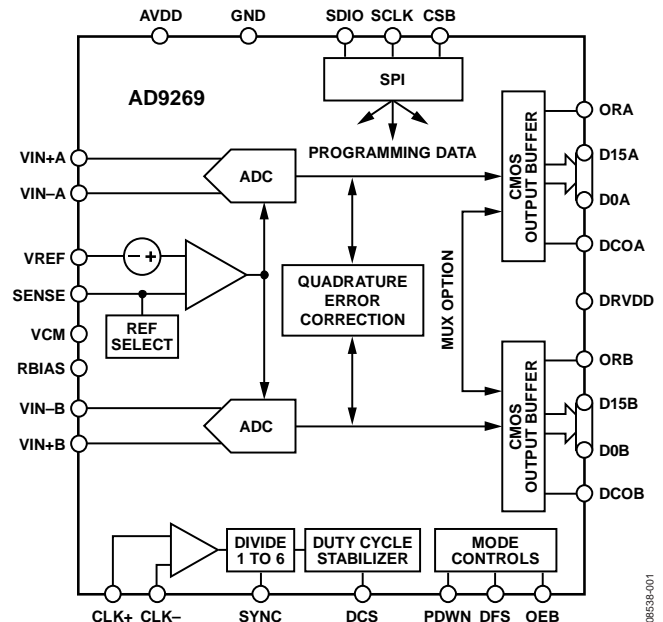 AVDD GND SDIO SCLK CSB
SPI
AD9269
PROGRAMMING DATA
VIN+A
VIN–A
ADC
VREF
– +
SENSE
REF
SELECT
VCM
RBIAS
VIN–B
VIN+B
ADC
QUADRATURE
ERROR
CORRECTION
MUX OPTION
CMOS
OUTPUT BUFFER
ORA
D15A
D0A
DCOA
DRVDD
CMOS
OUTPUT BUFFER
ORB
D15B
D0B
DCOB
DIVIDE
1 TO 6
DUTY CYCLE
STABILIZER
MODE
CONTROLS
CLK+ CLK– SYNC DCS PDWN DFS OEB
08538-001